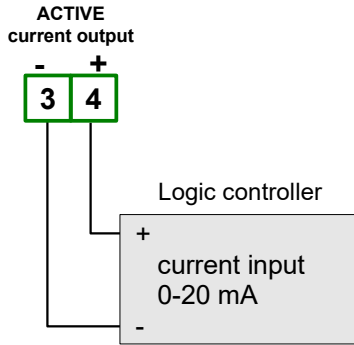 ACTIVE
current output
- +
3 4
Logic controller
+
current input
0-20 mA
-